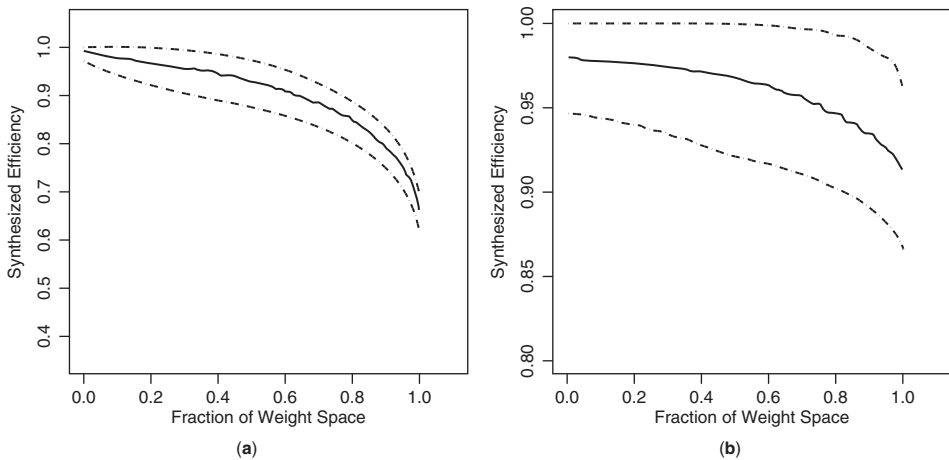 Synthesized Efficiency
1.0
0.9
0.8
0.7
0.6
0.5
0.4
0.0 0.2 0.4 0.6 0.8 1.0
Fraction of Weight Space
(a)
Synthesized Efficiency
1.00
0.95
0.90
0.85
0.80
0.0 0.2 0.4 0.6 0.8 1.0
Fraction of Weight Space
(b)